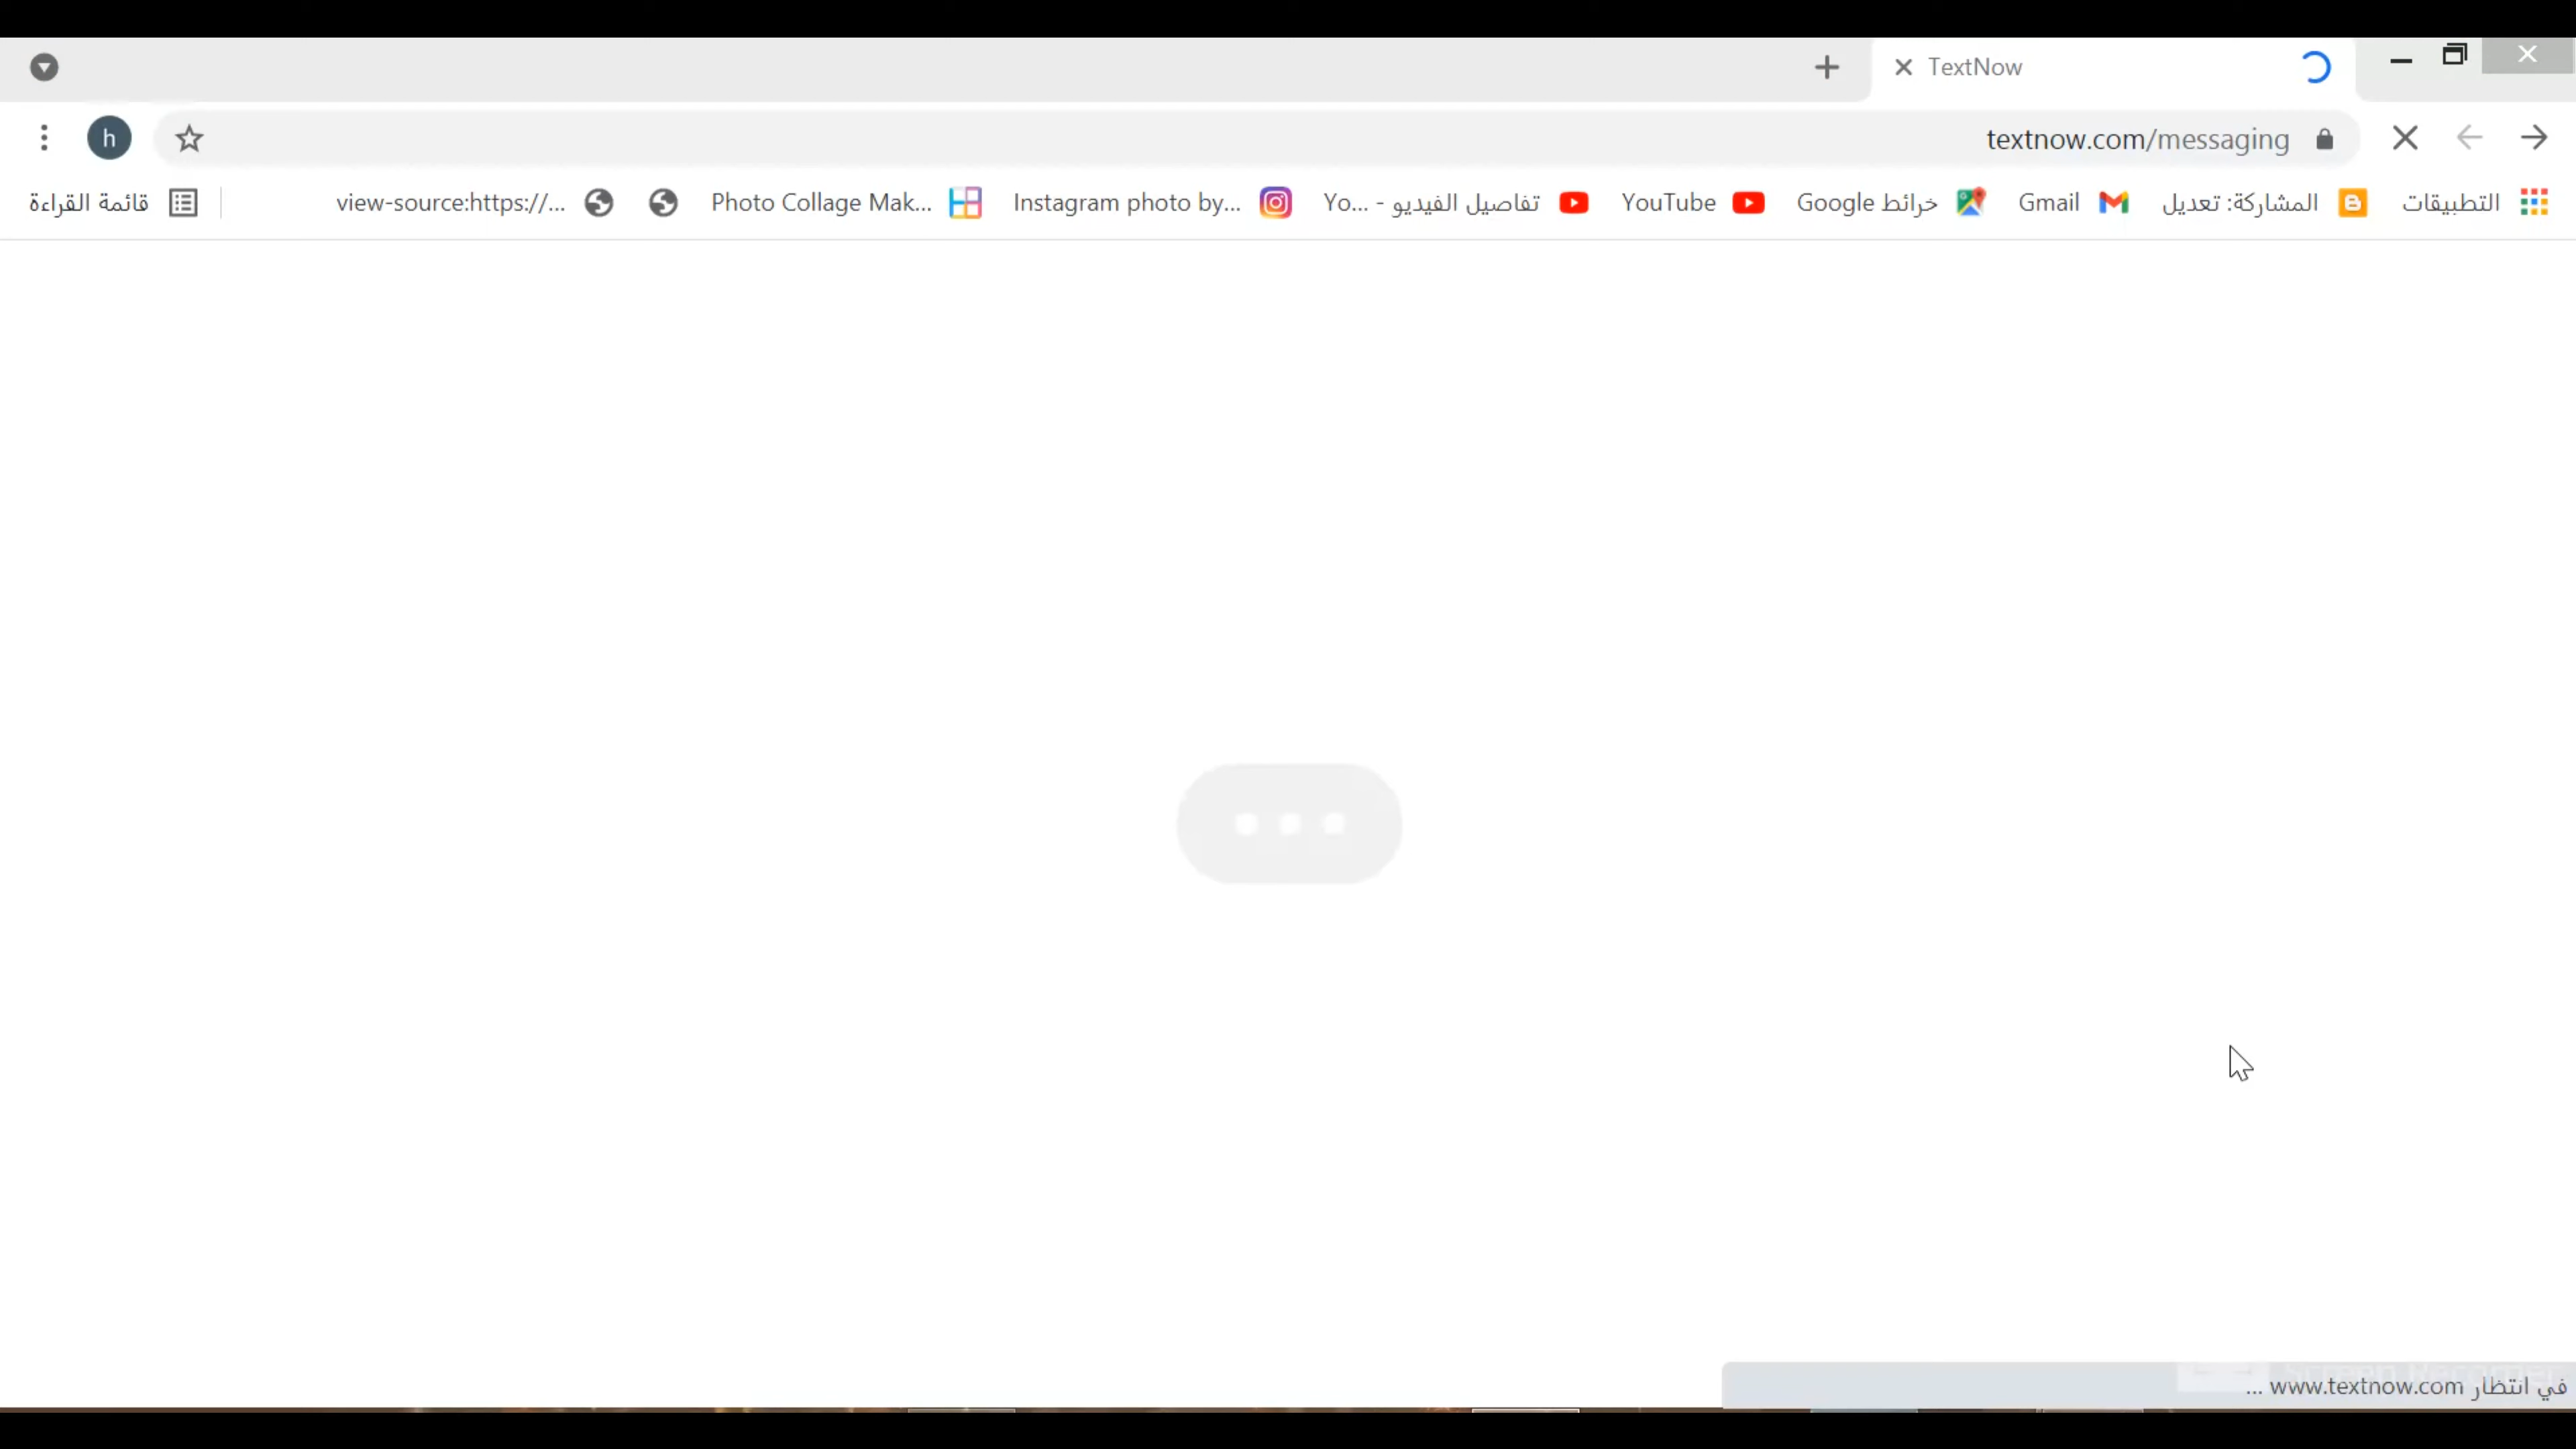 TextNow
textnow.com/messaging
h
التطبيقات
المشاركة: تعديل
Gmail
خرائط Google
YouTube
تفاصيل الفيديو - Yo...
Instagram photo by...
Photo Collage Mak...
view-source:https://...
قائمة القراءة
في انتظار www.textnow.com ...